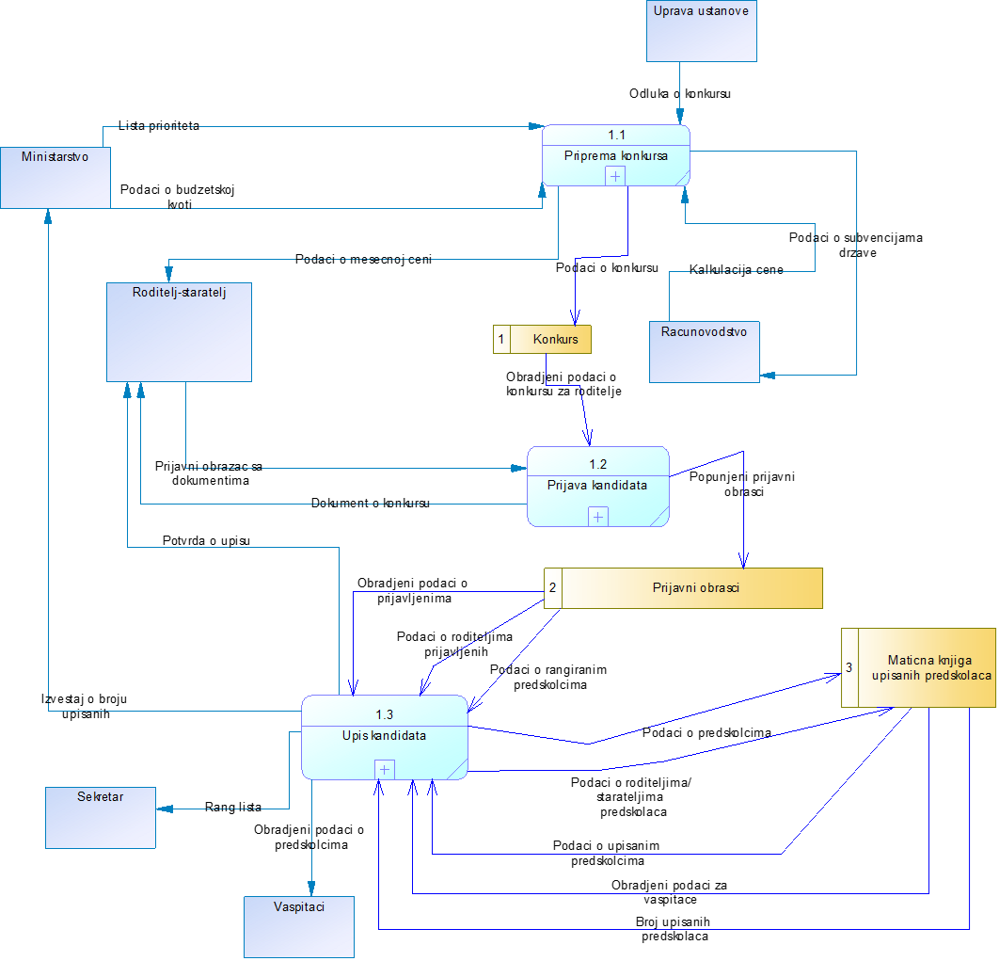 Uprava ustanove
Odluka o konkursu
Lista prioriteta
1.1
Priprema konkursa
Ministarstvo
Podaci o budzetskoj
kvoti
Podaci o subvencijama
drzave
Podaci o mesecnoj ceni
Podaci o konkursu
Kalkulacija cene
Roditelj-staratelj
1
Konkurs
Racunovodstvo
Obradjeni podaci o
konkursu za roditelje
1.2
Prijava kandidata
Prijavni obrazac sa
dokumentima
Popunjeni prijavni
obrasci
Dokument o konkursu
Potvrda o upisu
Obradjeni podaci o
prijavljenima
2
Prijavni obrasci
Podaci o roditeljima
prijavljenih
Podaci o rangiranim
predskolcima
3
Maticna knjiga
upisanih predskolaca
Izvestaj o broju
upisanih
1.3
Upis kandidata
Podaci o predskolcima
Podaci o roditeljima/
starateljima
predskolaca
Sekretar
Rang lista
Obradjeni podaci o
predskolcima
Podaci o upisanim
predskolcima
Obradjeni podaci za
vaspitace
Vaspitaci
Broj upisanih
predskolaca